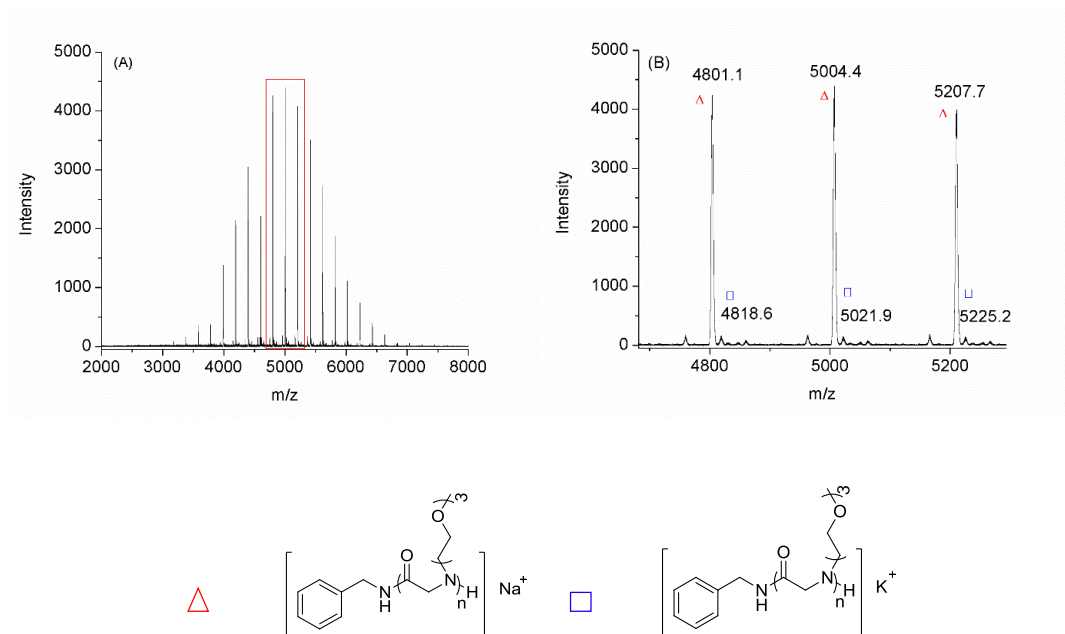 (A)
5000
4000
3000
2000
1000
0
Intensity
2000 3000 4000 5000 6000 7000 8000
m/z
(B)
5000
4000
3000
2000
1000
0
Intensity
4801.1
5004.4
5207.7
4818.6
5021.9
5225.2
4800 5000 5200
m/z
3
O
O
N
N
H
H
n
Na+
3
O
O
N
N
H
H
n
K+